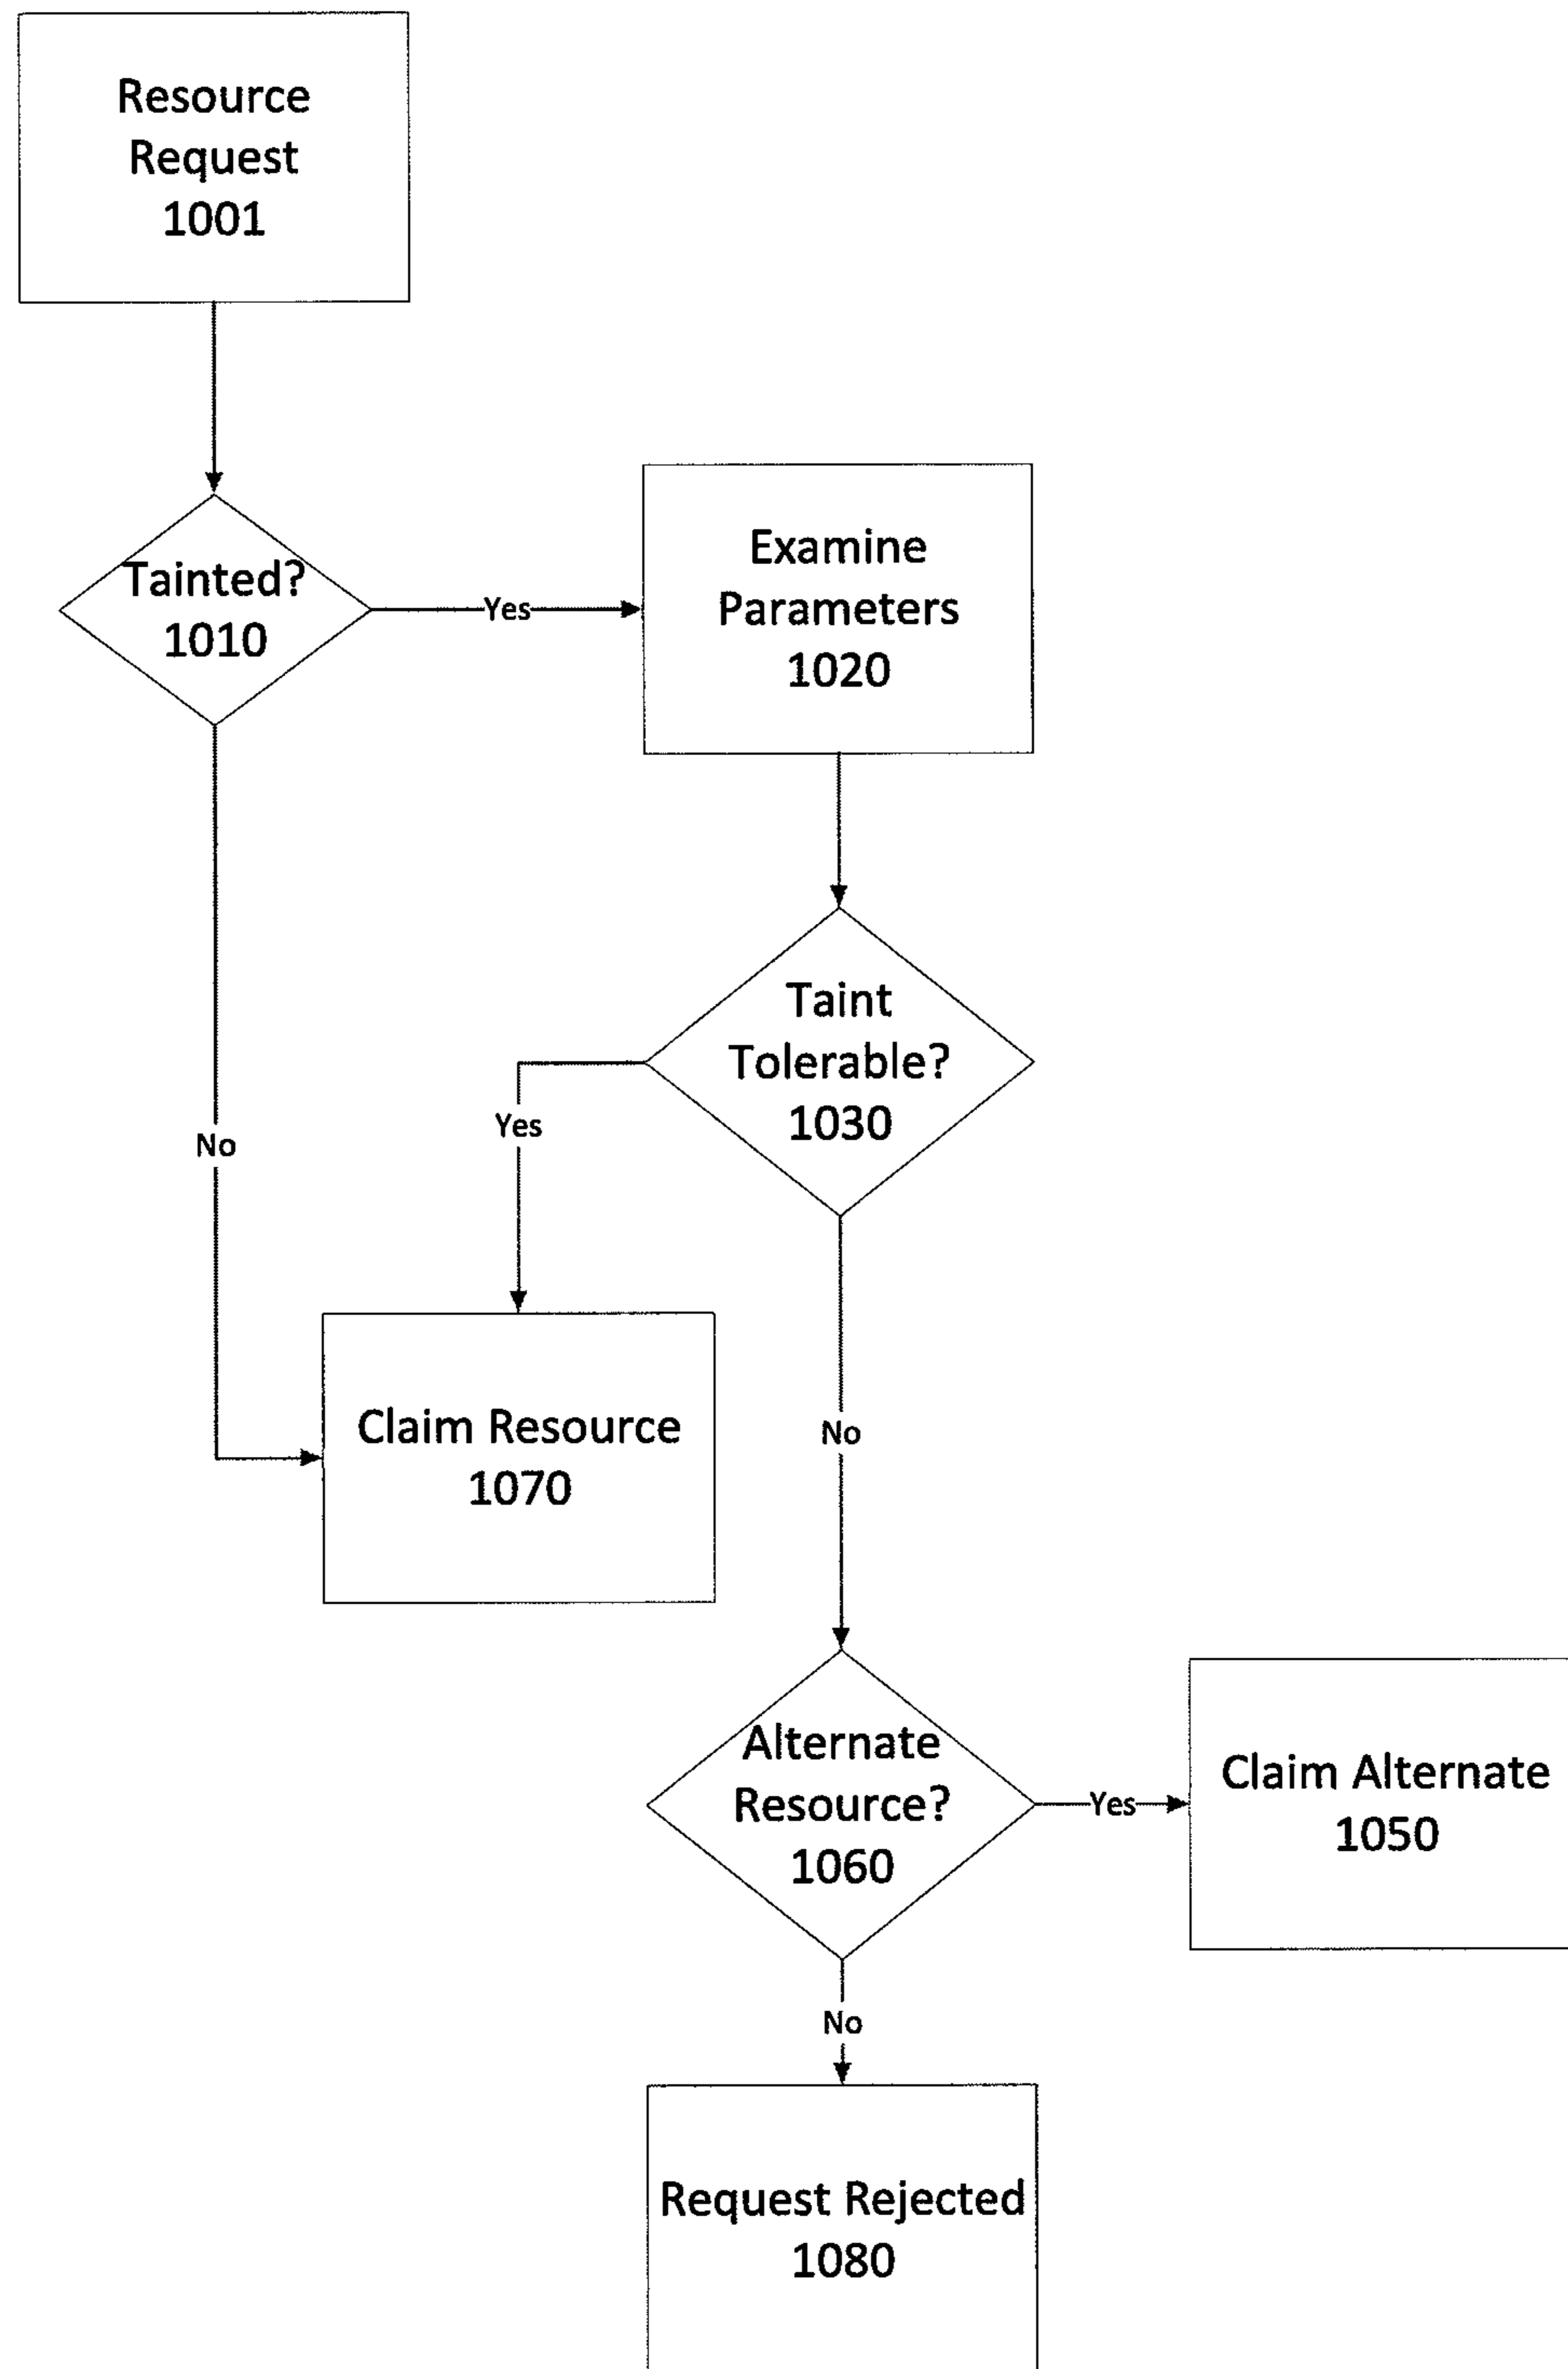 Resource
Request
1001
Tainted?
1010
Yes
Examine
Parameters
1020
Taint
Tolerable?
1030
Yes
No
Claim Resource
1070
No
Alternate
Resource?
1060
Yes
Claim Alternate
1050
No
Request Rejected
1080